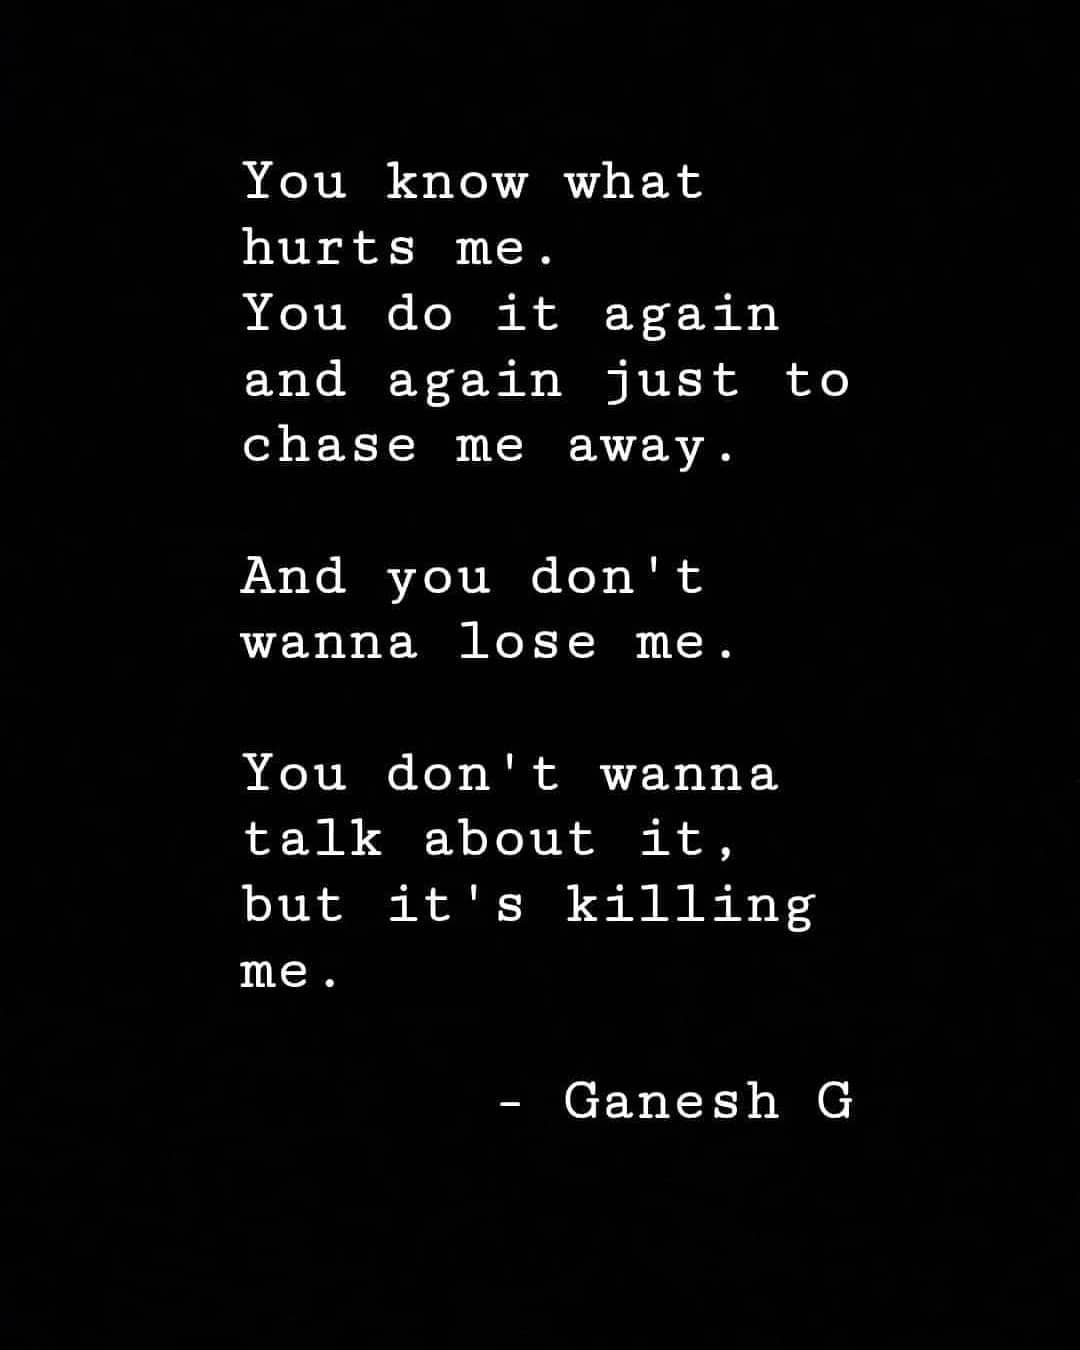 You know what
hurts me.
You do it again
and again just to
chase me away.
And you don't
wanna lose me.
You don't wanna
talk about it,
but it's killing
me.
- Ganesh G